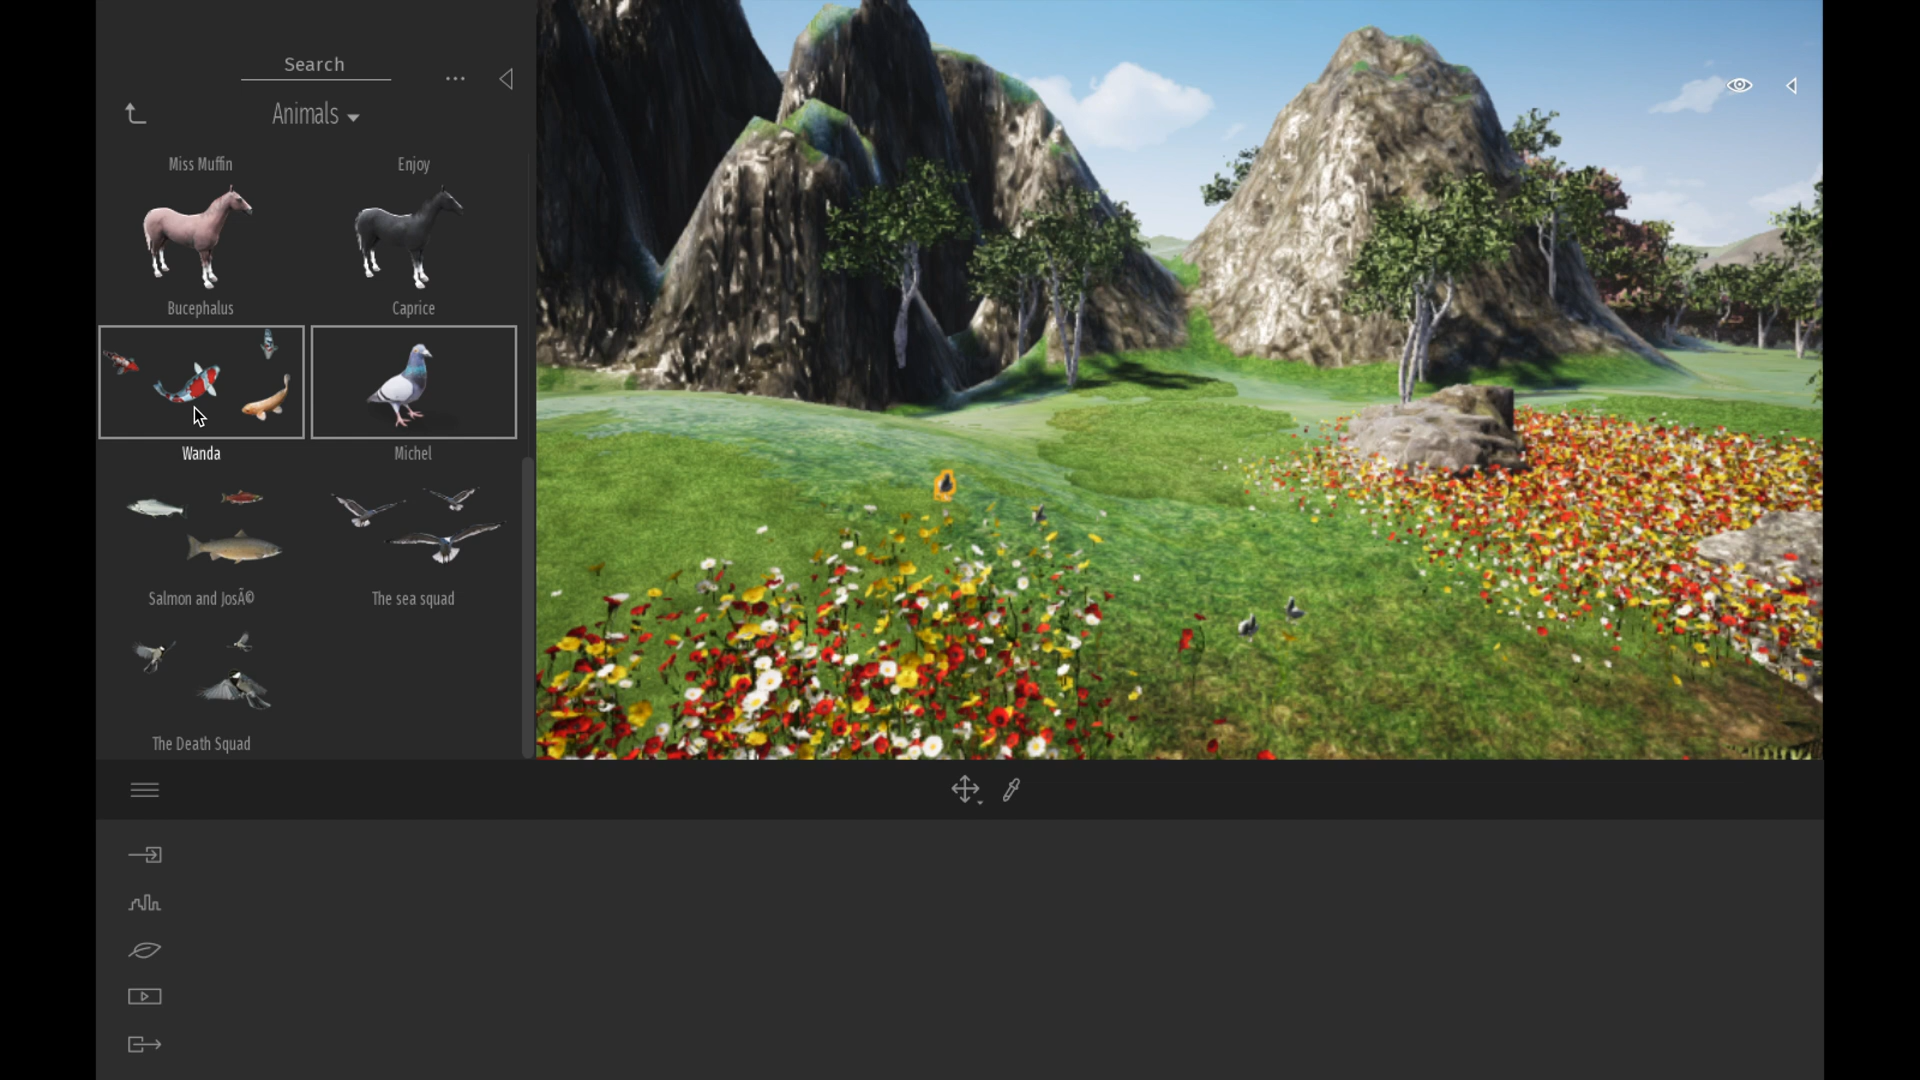 Search
...
Animals
Miss Muffin
Enjoy
Bucephalus
Caprice
Wanda
Michel
Salmon and JosÃ©
The sea squad
The Death Squad